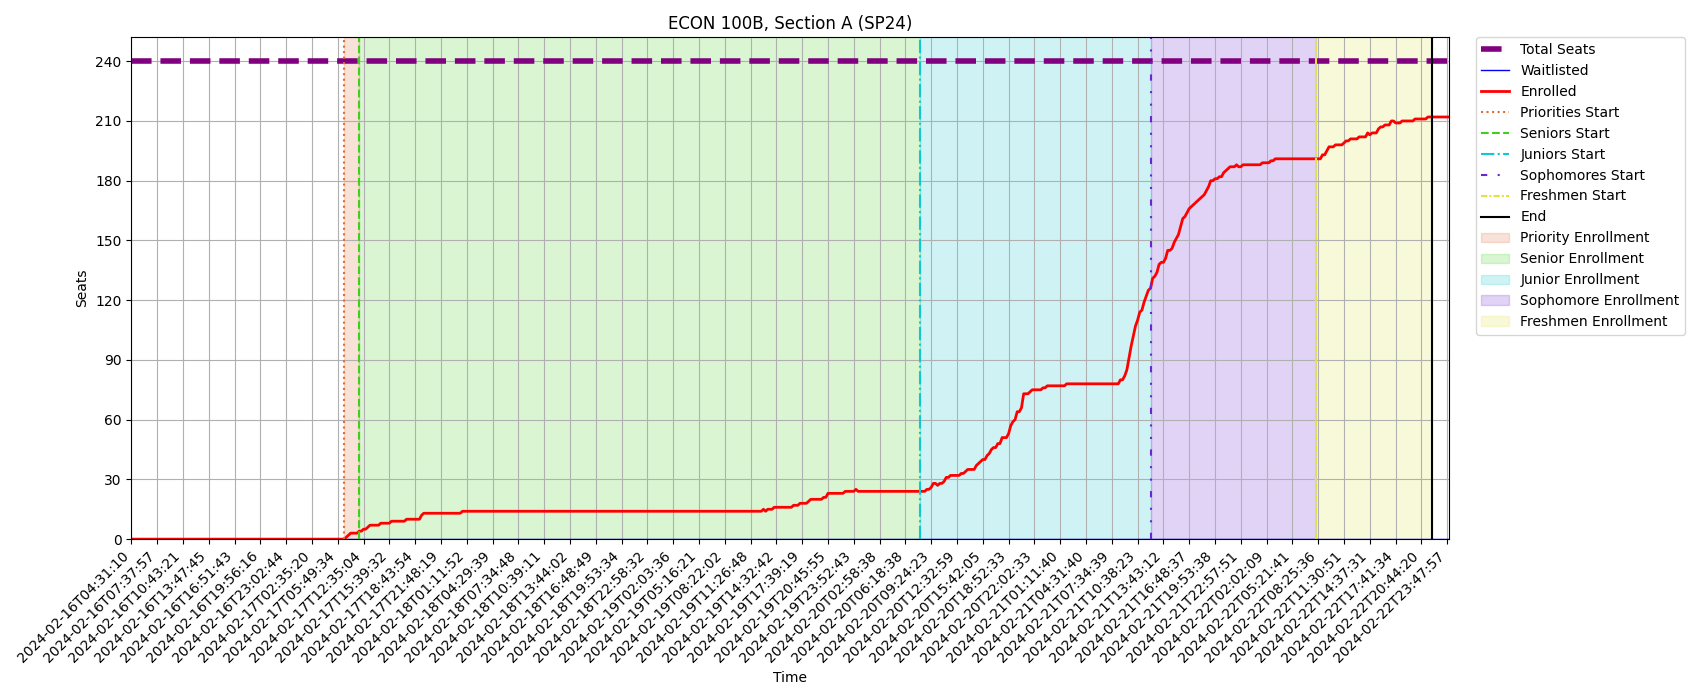 ECON 100B, Section A (SP24)
Total Seats
Waitlisted
Enrolled
Priorities Start
Seniors Start
Juniors Start
Sophomores Start
Freshmen Start
End
Priority Enrollment
Senior Enrollment
Junior Enrollment
Sophomore Enrollment
Freshmen Enrollment
Seats
240
210
180
150
120
90
60
30
0
2024-02-16T04:31:10
2024-02-16T07:37:57
2024-02-16T10:43:21
2024-02-16T13:47:45
2024-02-16T16:51:43
2024-02-16T19:56:16
2024-02-16T23:02:44
2024-02-17T02:35:20
2024-02-17T05:49:34
2024-02-17T12:35:04
2024-02-17T15:39:32
2024-02-17T18:43:54
2024-02-17T21:48:19
2024-02-18T01:11:52
2024-02-18T04:29:39
2024-02-18T07:34:48
2024-02-18T10:39:11
2024-02-18T13:44:02
2024-02-18T16:48:49
2024-02-18T19:53:34
2024-02-18T22:58:32
2024-02-19T02:03:36
2024-02-19T05:16:21
2024-02-19T08:22:02
2024-02-19T11:26:48
2024-02-19T14:32:42
2024-02-19T17:39:19
2024-02-19T20:45:55
2024-02-19T23:52:43
2024-02-20T02:58:38
2024-02-20T06:18:38
2024-02-20T09:24:23
2024-02-20T12:32:59
2024-02-20T15:42:05
2024-02-20T18:52:33
2024-02-20T22:02:33
2024-02-21T01:11:40
2024-02-21T04:31:40
2024-02-21T07:34:39
2024-02-21T10:38:23
2024-02-21T13:43:12
2024-02-21T16:48:37
2024-02-21T19:53:38
2024-02-21T22:57:51
2024-02-22T02:02:09
2024-02-22T05:21:41
2024-02-22T08:25:36
2024-02-22T11:30:51
2024-02-22T14:37:31
2024-02-22T17:41:34
2024-02-22T20:44:20
2024-02-22T23:47:57
Time